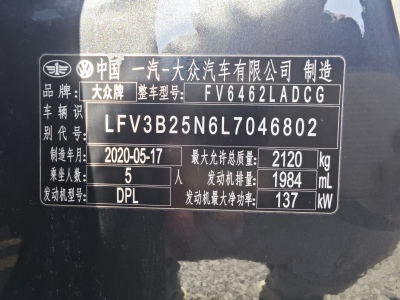 中国 一汽-大众汽车有限公司 制造
品牌 大众牌 整车型号 FV6462LADCG
车辆识别代号 LFV3B25N6L7046802
制造年月 2020-05-17 最大允许总质量 2120 kg
乘坐人数 5 人 发动机排量 1984 mL
发动机型号 DPL 发动机最大净功率 137 kW